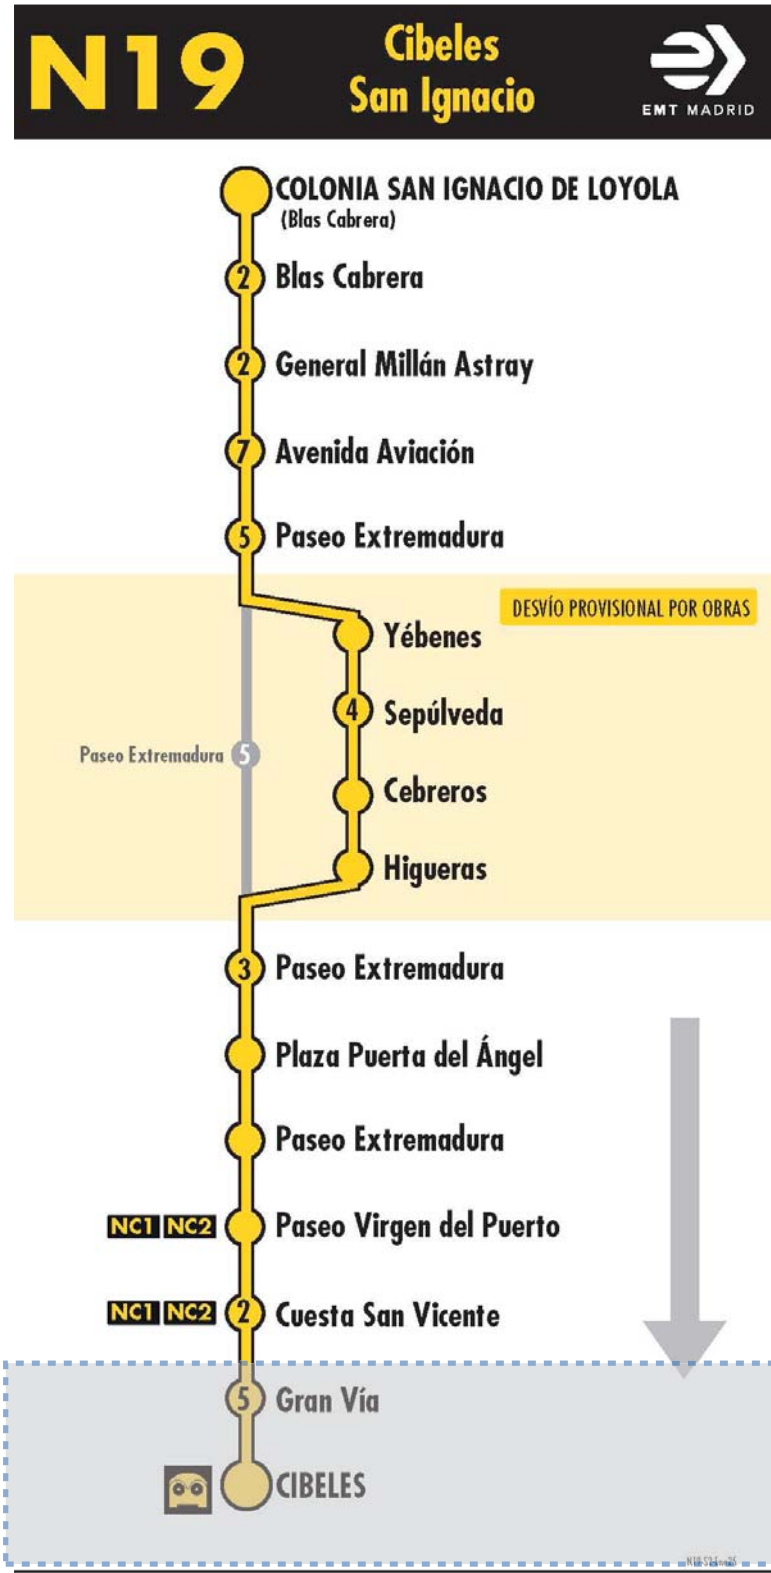 N19
Cibeles
San Ignacio
EMT MADRID
COLONIA SAN IGNACIO DE LOYOLA
(Blas Cabrera)
2 Blas Cabrera
2 General Millán Astray
7 Avenida Aviación
5 Paseo Extremadura
DESVÍO PROVISIONAL POR OBRAS
Yébenes
4 Sepúlveda
Paseo Extremadura 5
Cebreros
Higueras
3 Paseo Extremadura
Plaza Puerta del Ángel
Paseo Extremadura
NC1 NC2 Paseo Virgen del Puerto
NC1 NC2 2 Cuesta San Vicente
5 Gran Vía
CIBELES